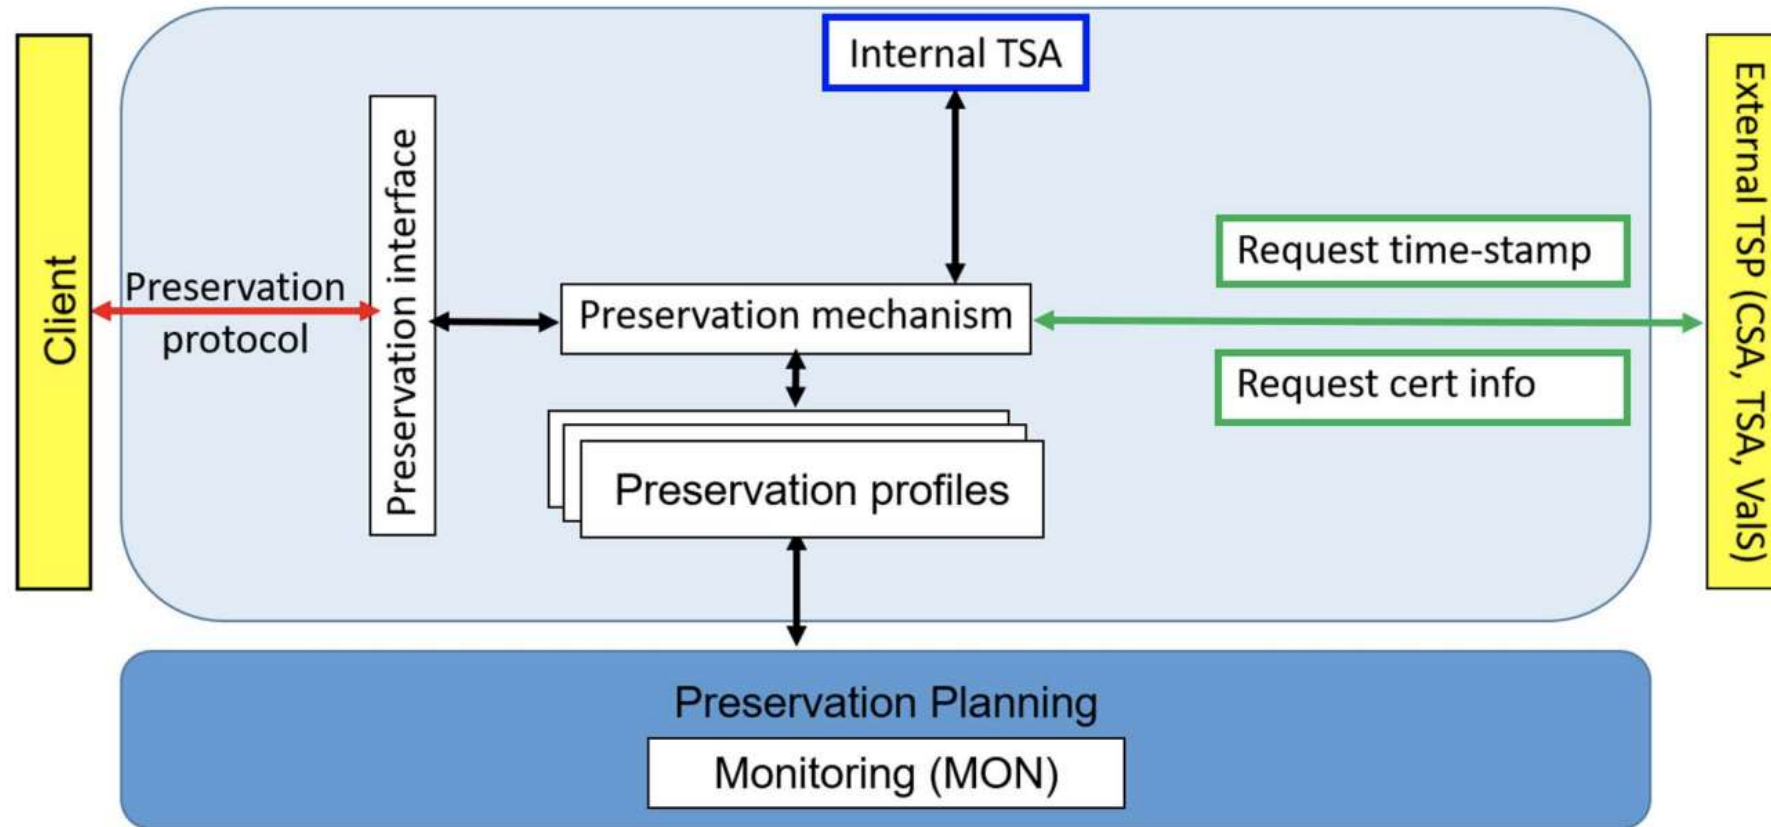 Internal TSA
Client
Preservation
protocol
Preservation interface
Preservation mechanism
Request time-stamp
Request cert info
External TSP (CSA, TSA, ValS)
Preservation profiles
Preservation Planning
Monitoring (MON)